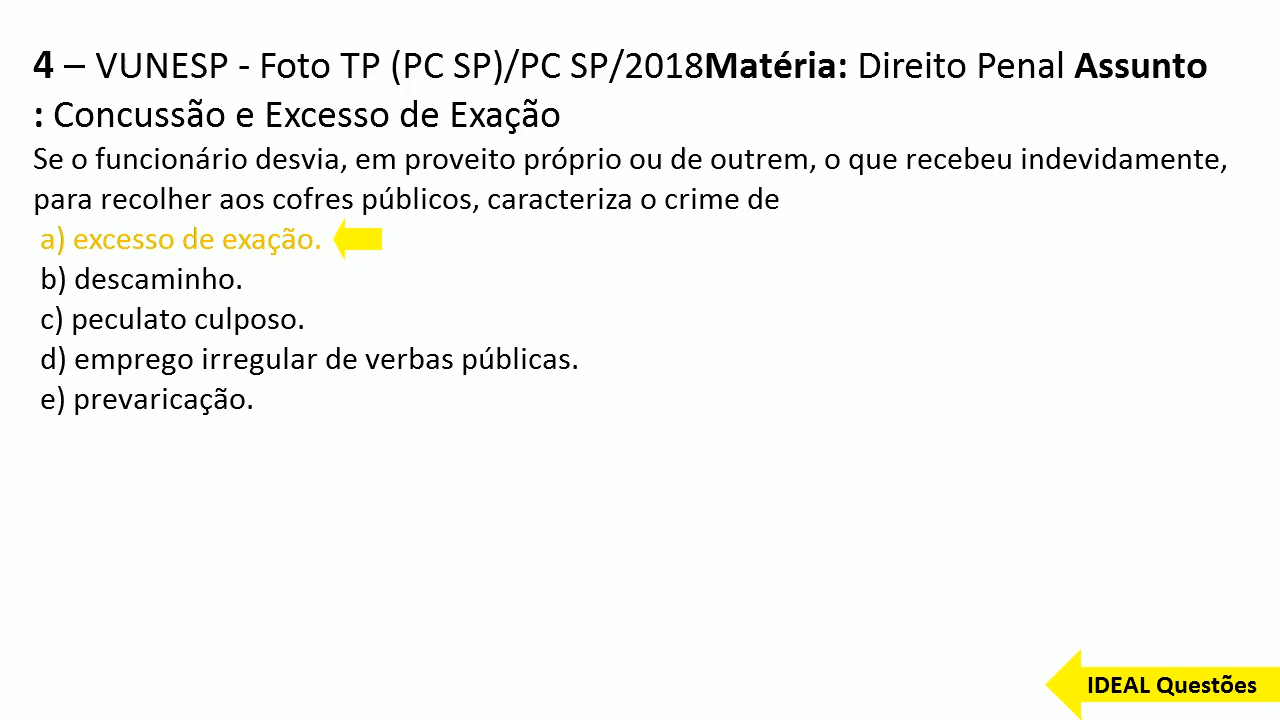 4 – VUNESP - Foto TP (PC SP)/PC SP/2018Matéria: Direito Penal Assunto
: Concussão e Excesso de Exação
Se o funcionário desvia, em proveito próprio ou de outrem, o que recebeu indevidamente,
para recolher aos cofres públicos, caracteriza o crime de
a) excesso de exação.
b) descaminho.
c) peculato culposo.
d) emprego irregular de verbas públicas.
e) prevaricação.
IDEAL Questões